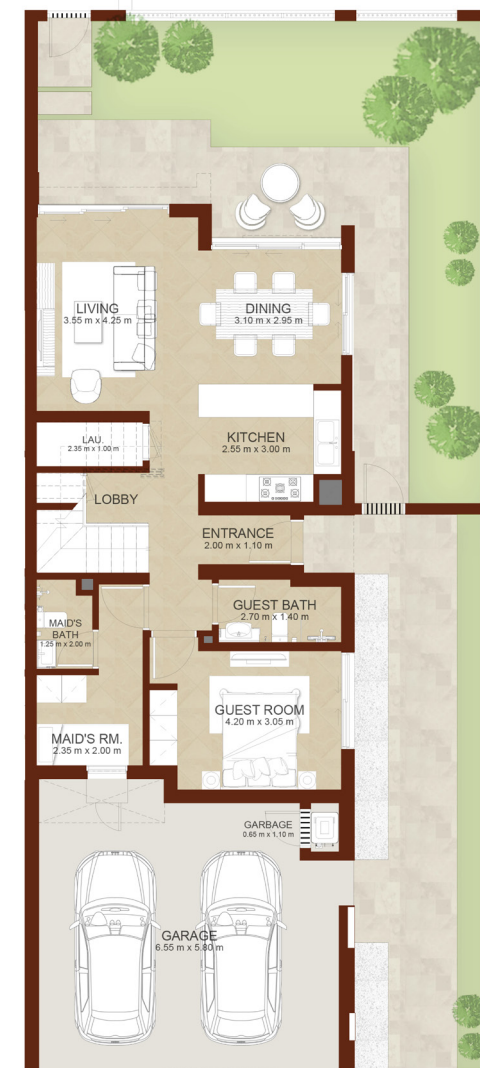 LIVING
3.55 m x 4.25 m
DINING
3.10 m x 2.95 m
LAU.
2.35 m x 1.00 m
KITCHEN
2.55 m x 3.00 m
LOBBY
ENTRANCE
2.00 m x 1.10 m
GUEST BATH
2.70 m x 1.40 m
MAID'S
BATH
1.25 m x 2.00 m
GUEST ROOM
4.20 m x 3.05 m
MAID'S RM.
2.35 m x 2.00 m
GARBAGE
0.65 m x 1.10 m
GARAGE
6.55 m x 5.80 m